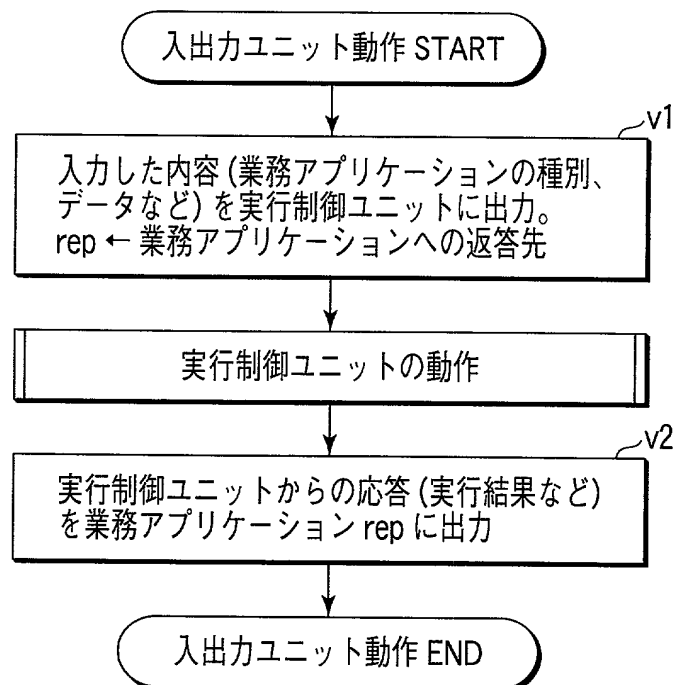 入出力ユニット動作 START
v1
入力した内容 (業務アプリケーションの種別、
データなど) を実行制御ユニットに出力。
rep ← 業務アプリケーションへの返答先
実行制御ユニットの動作
v2
実行制御ユニットからの応答 (実行結果など)
を業務アプリケーション rep に出力
入出力ユニット動作 END